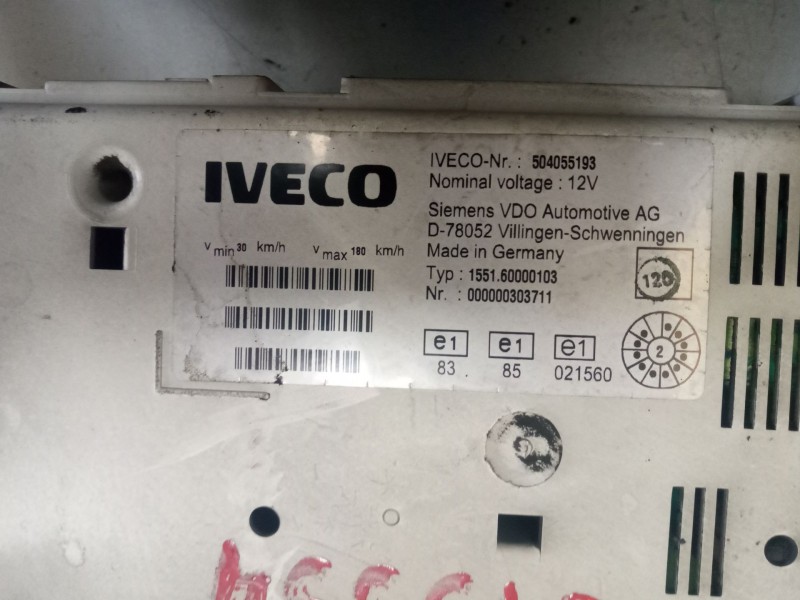 IVECO
IVECO-Nr. : 504055193
Nominal voltage : 12V
Siemens VDO Automotive AG
D-78052 Villingen-Schwenningen
Made in Germany
Typ : 1551.60000103
Nr. : 000000303711
v min 30 km/h v max 180 km/h
120
e1 e1 e1
83. 85 021560
2